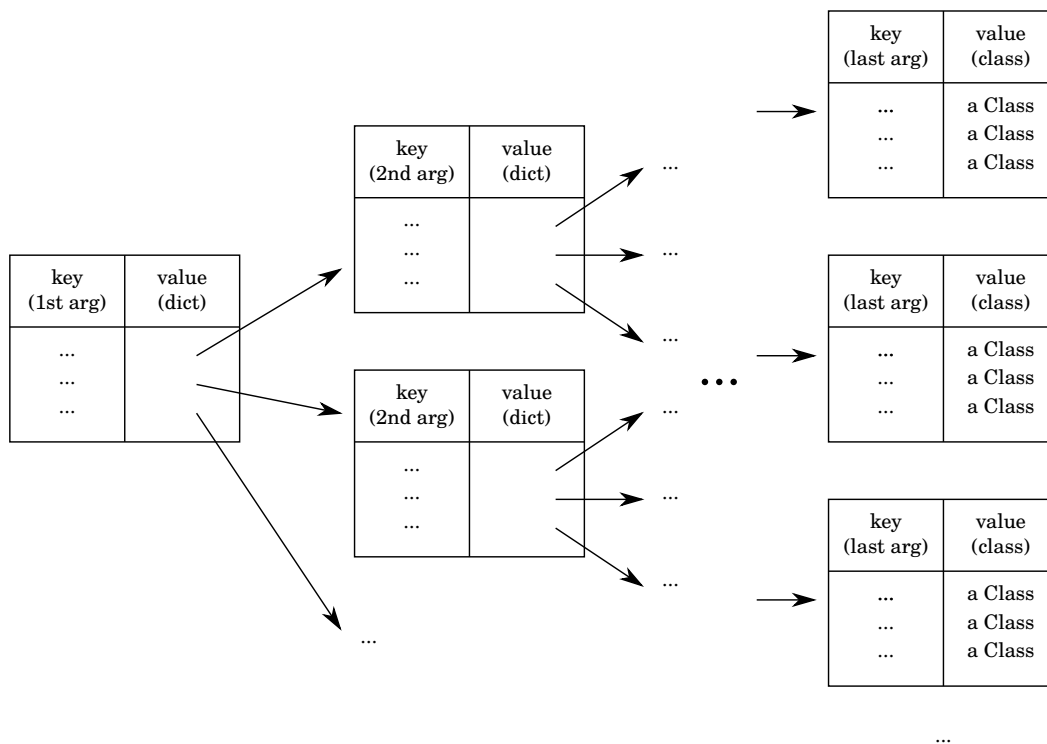 key value
(1st arg) (dict)
...
...
...
key value
(2nd arg) (dict)
...
...
...
key value
(2nd arg) (dict)
...
...
...
...
...
...
...
...
...
...
...
key value
(last arg) (class)
... a Class
... a Class
... a Class
key value
(last arg) (class)
... a Class
... a Class
... a Class
key value
(last arg) (class)
... a Class
... a Class
... a Class
...